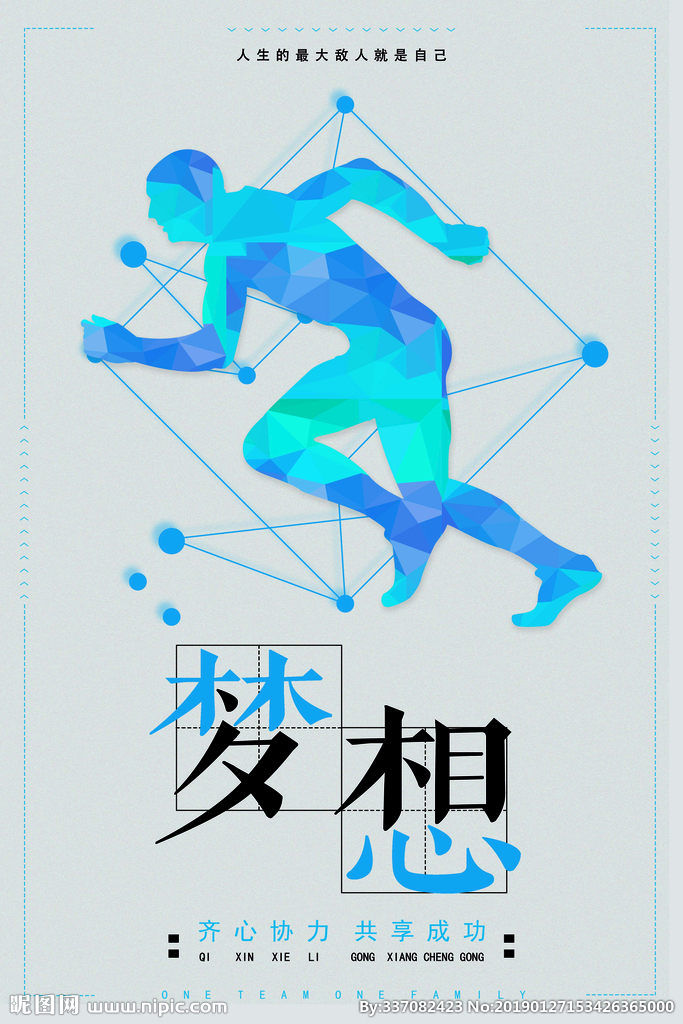 人生的最大敌人就是自己
梦想
齐心协力 共享成功
QI XIN XIE LI GONG XIANG CHENG GONG
ONE TEAM ONE FAMILY
昵图网 www.nipic.com
By:337082423 No:20190127153426365000